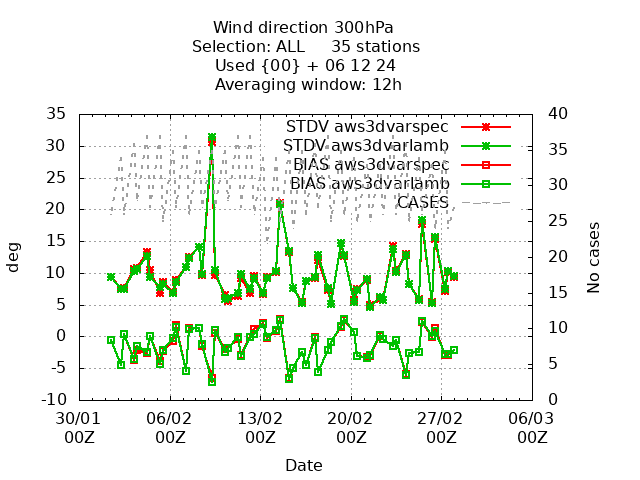 Wind direction 300hPa
Selection: ALL 35 stations
Used {00} + 06 12 24
Averaging window: 12h
STDV aws3dvarspec
STDV aws3dvarlamb
BIAS aws3dvarspec
BIAS aws3dvarlamb
CASES
35
30
25
20
15
10
5
0
-5
-10
deg
40
35
30
25
20
15
10
5
0
No cases
30/01 06/02 13/02 20/02 27/02 06/03
00Z 00Z 00Z 00Z 00Z 00Z
Date